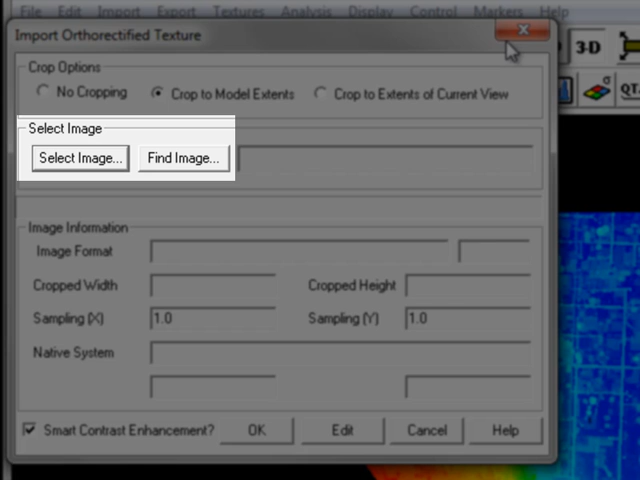 File Edit Import Export Textures Analysis Display Control Markers Help
Import Orthorectified Texture
3-D
Crop Options
No Cropping Crop to Model Extents Crop to Extents of Current View
QT
Select Image
Select Image... Find Image...
Image Information
Image Format
Cropped Width Cropped Height
Sampling (X) 1.0 Sampling (Y) 1.0
Native System
Smart Contrast Enhancement? OK Edit Cancel Help